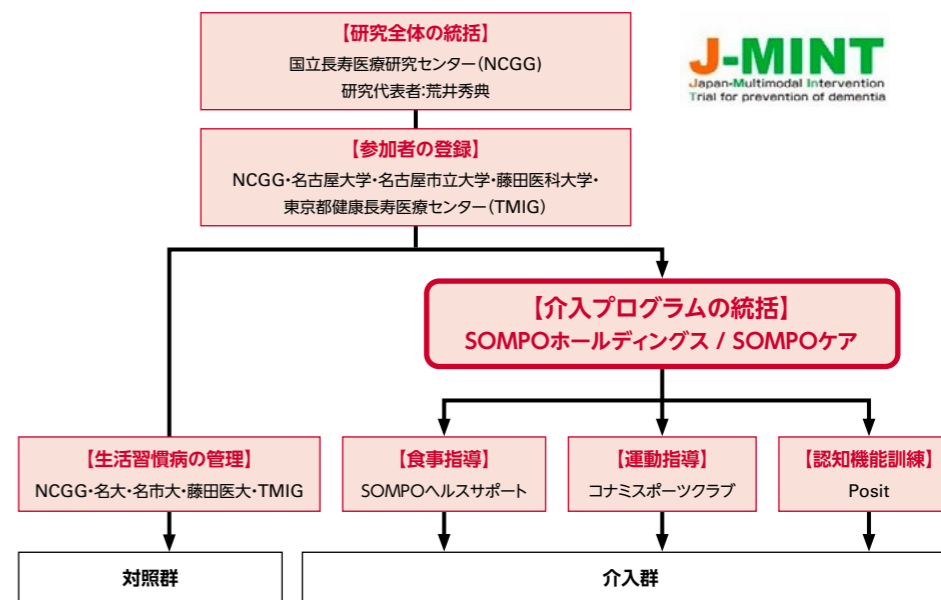 【研究全体の統括】
国立長寿医療研究センター(NCGG)
研究代表者:荒井秀典
J-MINT
Japan-Multimodal Intervention
Trial for prevention of dementia
【参加者の登録】
NCGG・名古屋大学・名古屋市立大学・藤田医科大学・
東京都健康長寿医療センター(TMIG)
【介入プログラムの統括】
SOMPOホールディングス / SOMPOケア
【生活習慣病の管理】
NCGG・名大・名市大・藤田医大・TMIG
【食事指導】
SOMPOヘルスサポート
【運動指導】
コナミスポーツクラブ
【認知機能訓練】
Posit
対照群
介入群